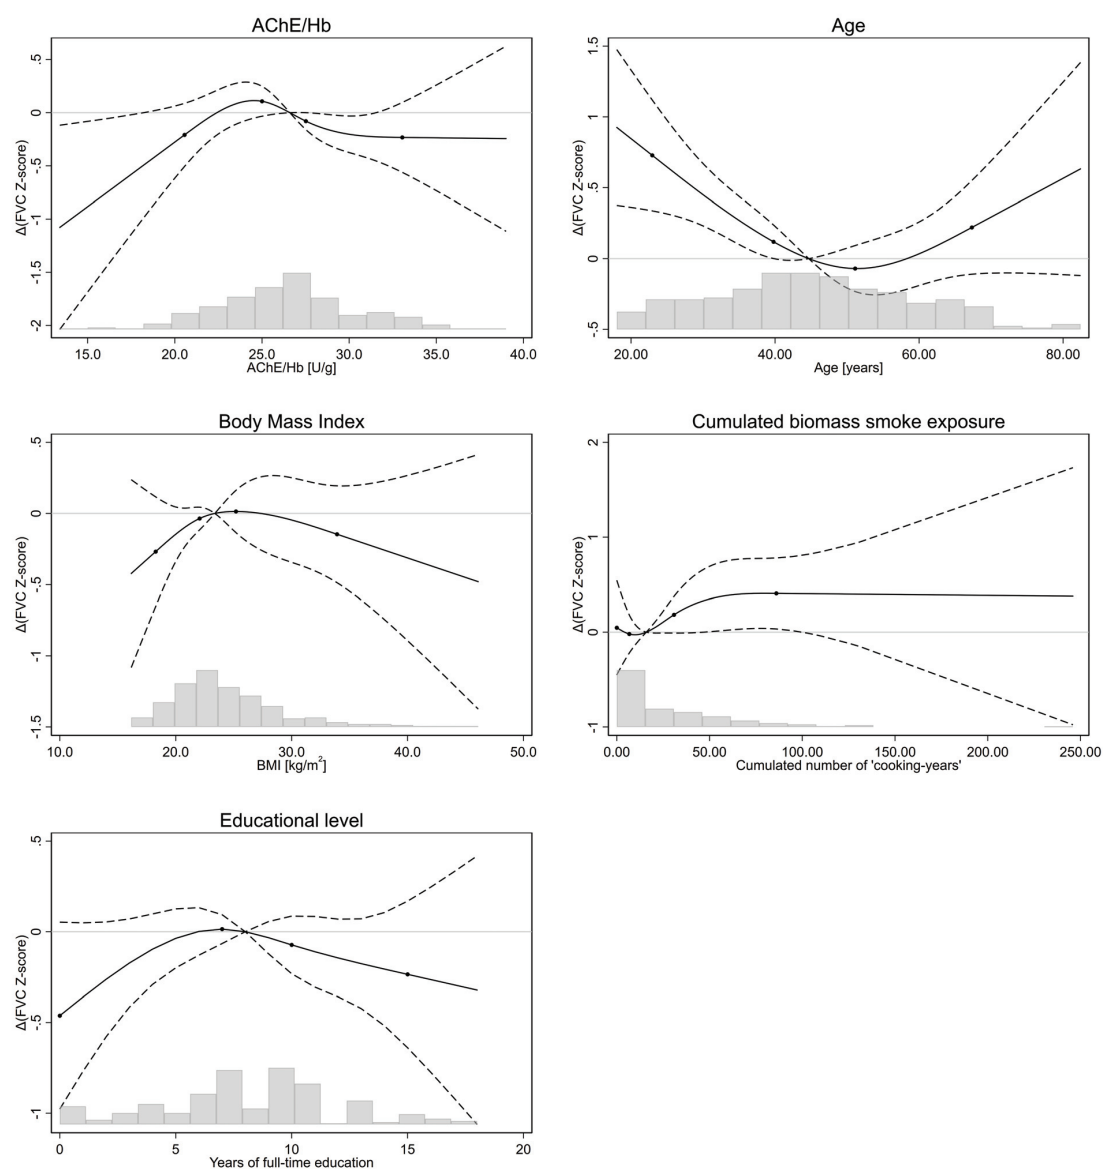 AChE/Hb
Δ(FVC Z-score)
.5
0
-.5
-1
-1.5
-2
15.0 20.0 25.0 30.0 35.0 40.0
AChE/Hb [U/g]
Age
Δ(FVC Z-score)
1.5
1
.5
0
-.5
20.00 40.00 60.00 80.00
Age [years]
Body Mass Index
Δ(FVC Z-score)
.5
0
-.5
-1
-1.5
10.0 20.0 30.0 40.0 50.0
BMI [kg/m²]
Cumulated biomass smoke exposure
Δ(FVC Z-score)
2
1
0
-1
0.00 50.00 100.00 150.00 200.00 250.00
Cumulated number of 'cooking-years'
Educational level
Δ(FVC Z-score)
.5
0
-.5
-1
0 5 10 15 20
Years of full-time education